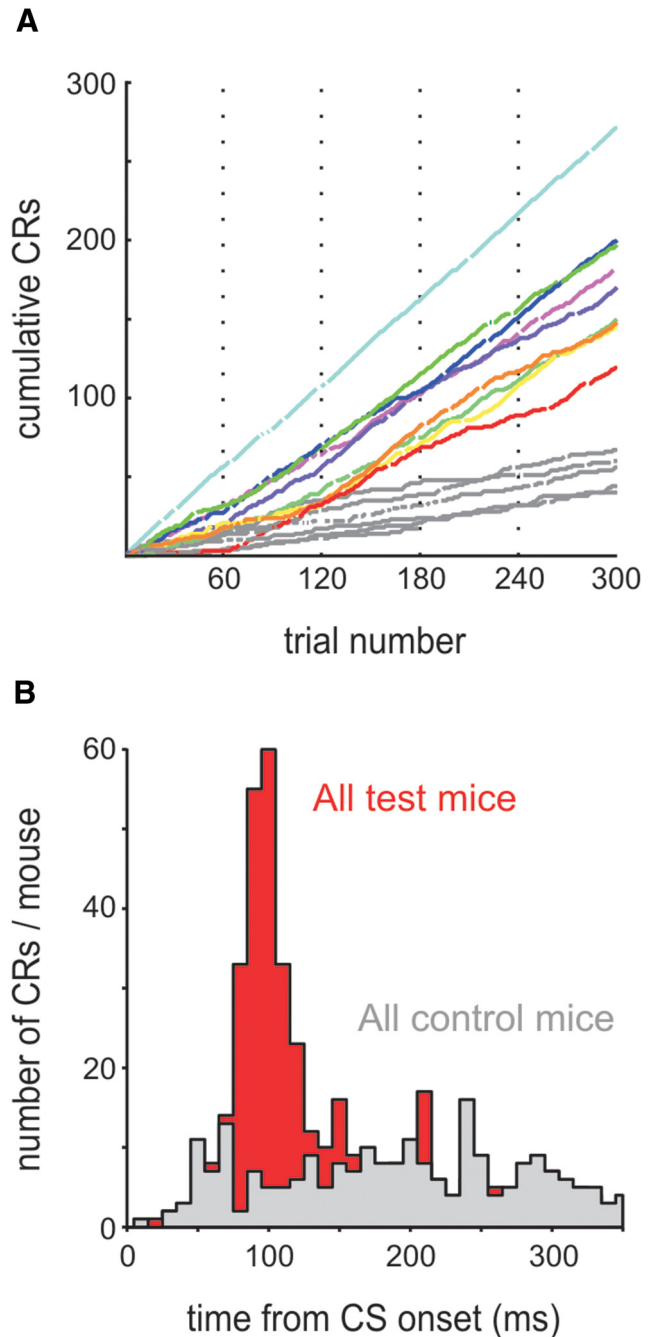 A
300
200
100
cumulative CRs
60 120 180 240 300
trial number
B
60
40
20
0
number of CRs / mouse
All test mice
All control mice
0 100 200 300
time from CS onset (ms)